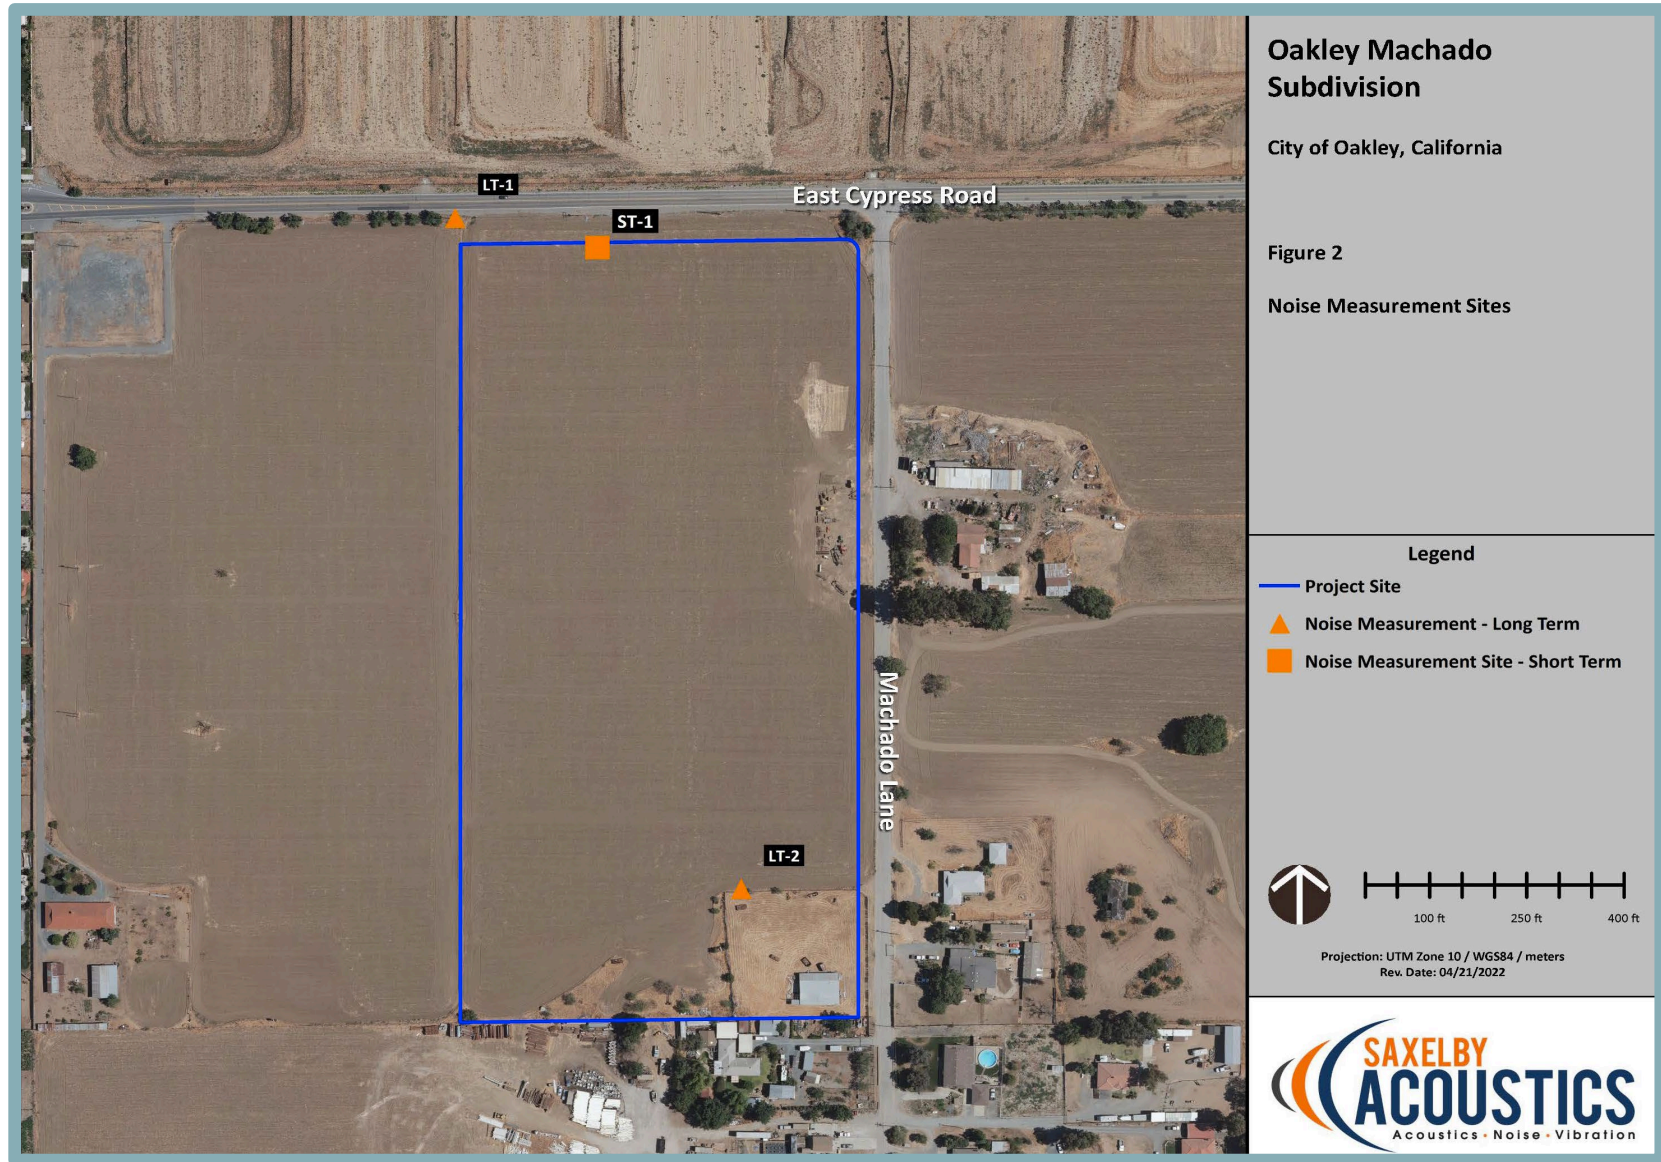 Oakley Machado
Subdivision
City of Oakley, California
Figure 2
Noise Measurement Sites
LT-1
East Cypress Road
ST-1
Machado Lane
LT-2
Legend
Project Site
Noise Measurement - Long Term
Noise Measurement Site - Short Term
100 ft 250 ft 400 ft
Projection: UTM Zone 10 / WGS84 / meters
Rev. Date: 04/21/2022
SAXELBY
ACOUSTICS
Acoustics • Noise • Vibration